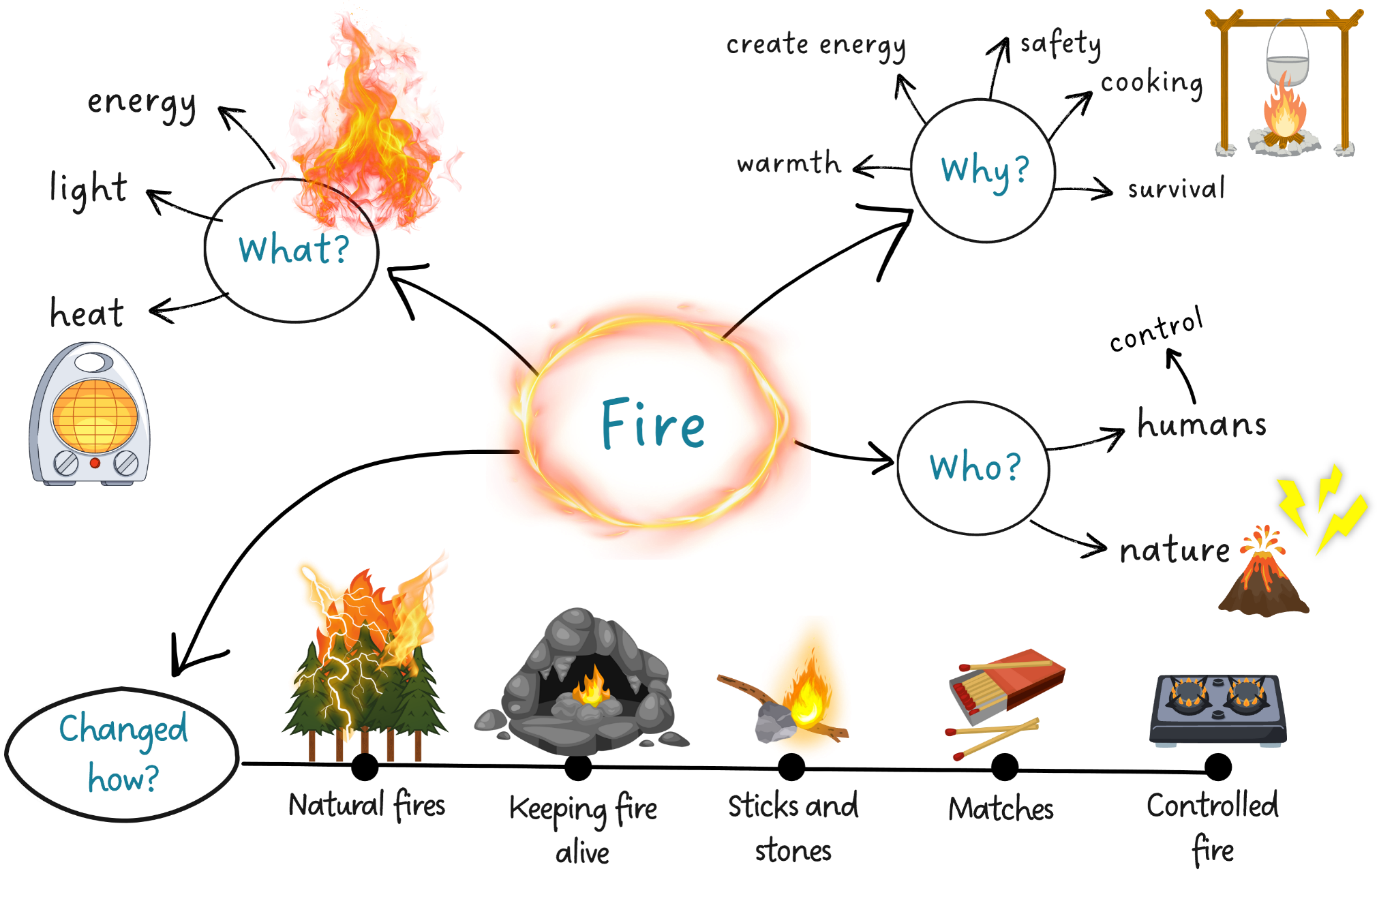 create energy
safety
cooking
warmth
Why?
survival
energy
light
What?
heat
Fire
control
humans
Who?
nature
Changed
how?
Natural fires
Keeping fire
alive
Sticks and
stones
Matches
Controlled
fire